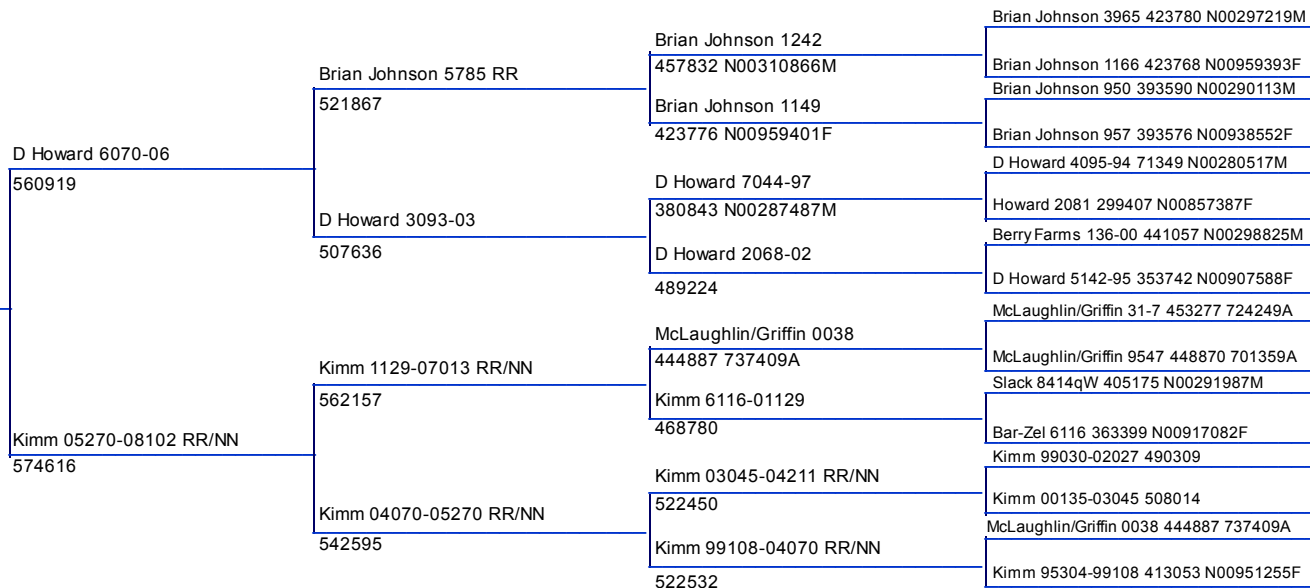 D Howard 6070-06
560919
Kimm 05270-08102 RR/NN
574616
Brian Johnson 5785 RR
521867
D Howard 3093-03
507636
Kimm 1129-07013 RR/NN
562157
Kimm 04070-05270 RR/NN
542595
Brian Johnson 1242
457832 N00310866M
Brian Johnson 1149
423776 N00959401F
D Howard 7044-97
380843 N00287487M
D Howard 2068-02
489224
McLaughlin/Griffin 0038
444887 737409A
Kimm 6116-01129
468780
Kimm 03045-04211 RR/NN
522450
Kimm 99108-04070 RR/NN
522532
Brian Johnson 3965 423780 N00297219M
Brian Johnson 1166 423768 N00959393F
Brian Johnson 950 393590 N00290113M
Brian Johnson 957 393576 N00938552F
D Howard 4095-94 71349 N00280517M
Howard 2081 299407 N00857387F
Berry Farms 136-00 441057 N00298825M
D Howard 5142-95 353742 N00907588F
McLaughlin/Griffin 31-7 453277 724249A
McLaughlin/Griffin 9547 448870 701359A
Slack 8414qW 405175 N00291987M
Bar-Zel 6116 363399 N00917082F
Kimm 99030-02027 490309
Kimm 00135-03045 508014
McLaughlin/Griffin 0038 444887 737409A
Kimm 95304-99108 413053 N00951255F